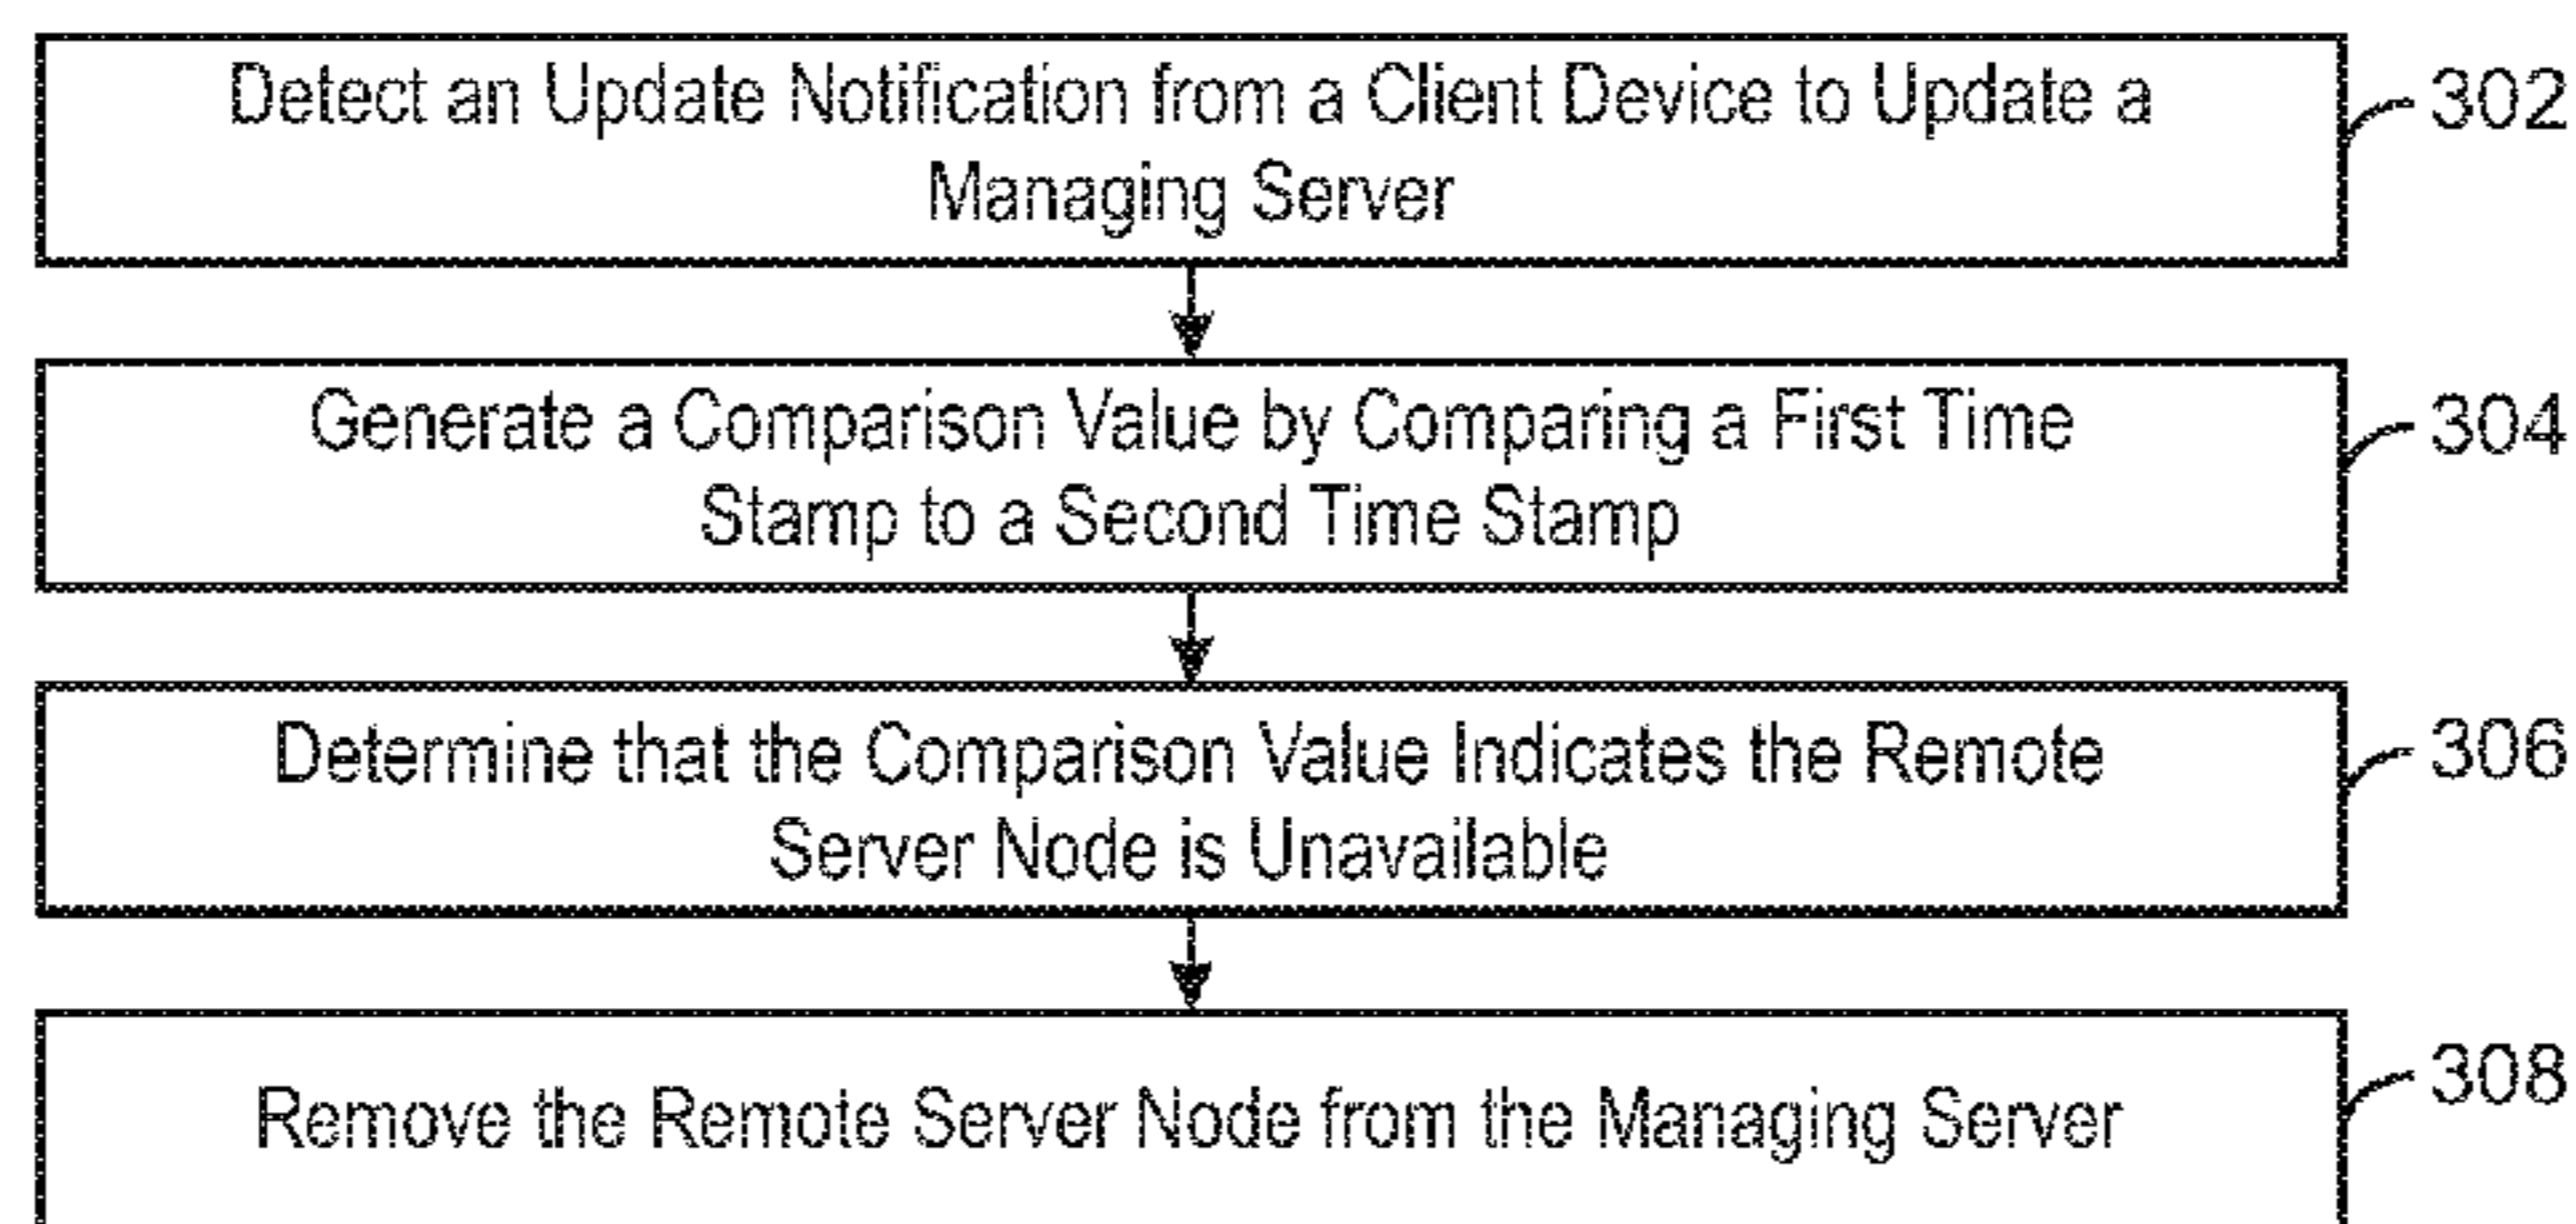 Detect an Update Notification from a Client Device to Update a
Managing Server
302
Generate a Comparison Value by Comparing a First Time
Stamp to a Second Time Stamp
304
Determine that the Comparison Value Indicates the Remote
Server Node is Unavailable
306
Remove the Remote Server Node from the Managing Server
308